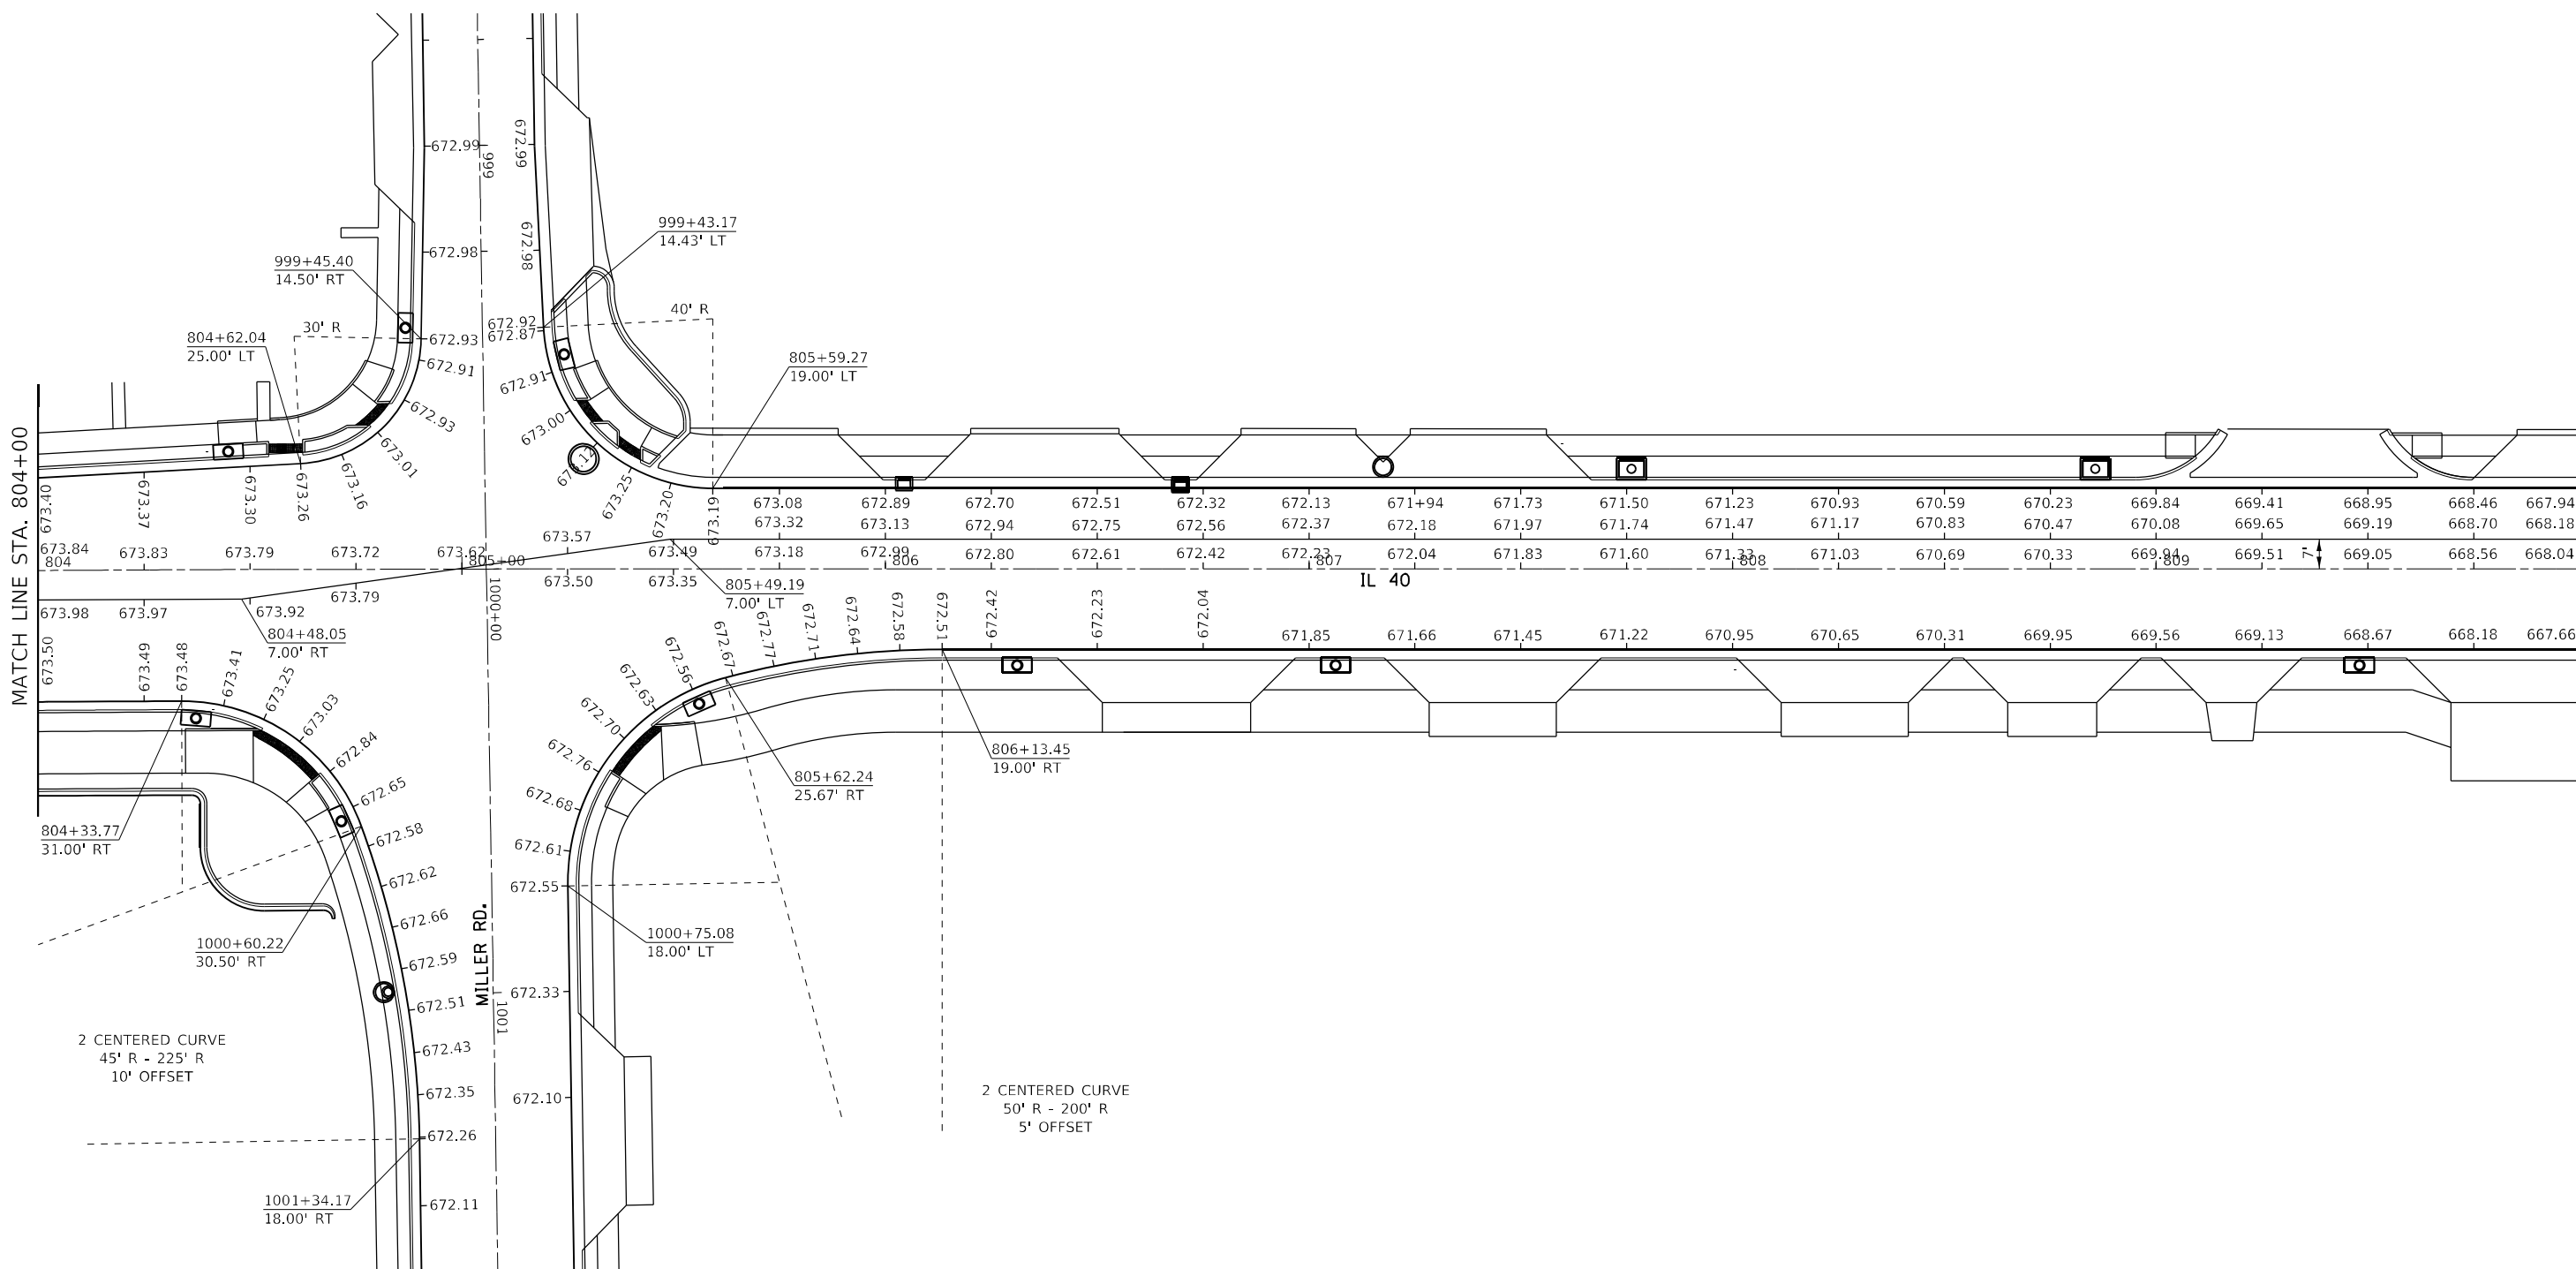 MATCH LINE STA. 804+00
672.99
999
672.99
672.98
672.98
999+43.17
14.43' LT
999+45.40
14.50' RT
804+62.04
25.00' LT
30' R
40' R
672.92
672.87
672.93
672.91
672.91
672.93
673.00
673.01
673.12
673.16
673.25
673.26
673.20
673.19
673.30
673.37
673.40
805+59.27
19.00' LT
673.08 672.89 672.70 672.51 672.32 672.13 671+94 671.73 671.50 671.23 670.93 670.59 670.23 669.84 669.41 668.95 668.46 667.94
673.32 673.13 672.94 672.75 672.56 672.37 672.18 671.97 671.74 671.47 671.17 670.83 670.47 670.08 669.65 669.19 668.70 668.18
673.84 673.83 673.79 673.72 673.62 673.57 673.49 673.18 672.99 672.80 672.61 672.42 672.23 672.04 671.83 671.60 671.33 671.03 670.69 670.33 669.94 669.51 669.05 668.56 668.04
804 805+00 806 807 808 809
7'
IL 40
673.50 673.35
805+49.19
7.00' LT
1000+00
673.98 673.97 673.92 673.79
804+48.05
7.00' RT
673.50
673.49
673.48
673.41
673.25
673.03
672.84
672.65
672.58
672.62
672.66
672.59
672.51
672.43
672.35
672.26
672.11
672.42
672.23
672.04
671.85 671.66 671.45 671.22 670.95 670.65 670.31 669.95 669.56 669.13 668.67 668.18 667.66
672.51
672.58
672.64
672.71
672.77
672.67
672.56
672.63
672.70
672.76
672.68
672.61
672.55
672.33
672.10
806+13.45
19.00' RT
805+62.24
25.67' RT
804+33.77
31.00' RT
1000+60.22
30.50' RT
1000+75.08
18.00' LT
MILLER RD.
1001
2 CENTERED CURVE
45' R - 225' R
10' OFFSET
2 CENTERED CURVE
50' R - 200' R
5' OFFSET
1001+34.17
18.00' RT